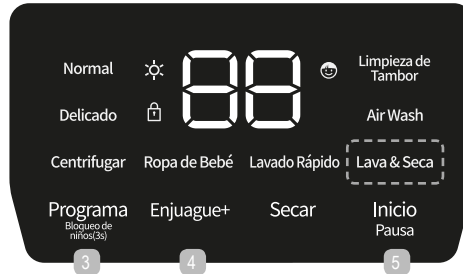 Normal
88
Limpieza de
Tambor
Delicado
Air Wash
Centrifugar
Ropa de Bebé
Lavado Rápido
Lava & Seca
Programa
Bloqueo de
niños(3s)
Enjuague+
Secar
Inicio
Pausa
3
4
5